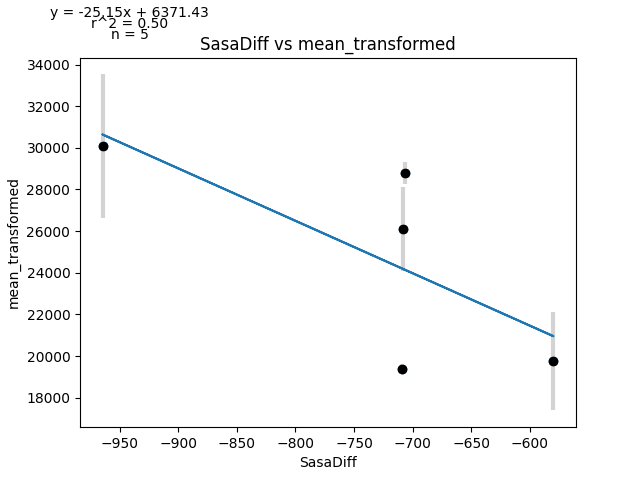 y = -25.15x + 6371.43
r^2 = 0.50
n = 5
SasaDiff vs mean_transformed
34000
32000
30000
28000
26000
24000
22000
20000
18000
mean_transformed
−950 −900 −850 −800 −750 −700 −650 −600
SasaDiff